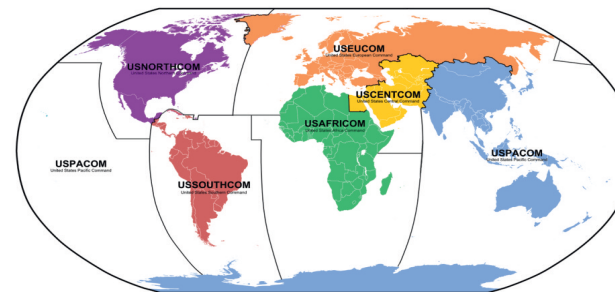 USNORTHCOM
United States Northern Command
USEUCOM
United States European Command
USCENTCOM
United States Central Command
USAFRICOM
United States Africa Command
USPACOM
United States Pacific Command
USPACOM
United States Pacific Command
USSOUTHCOM
United States Southern Command